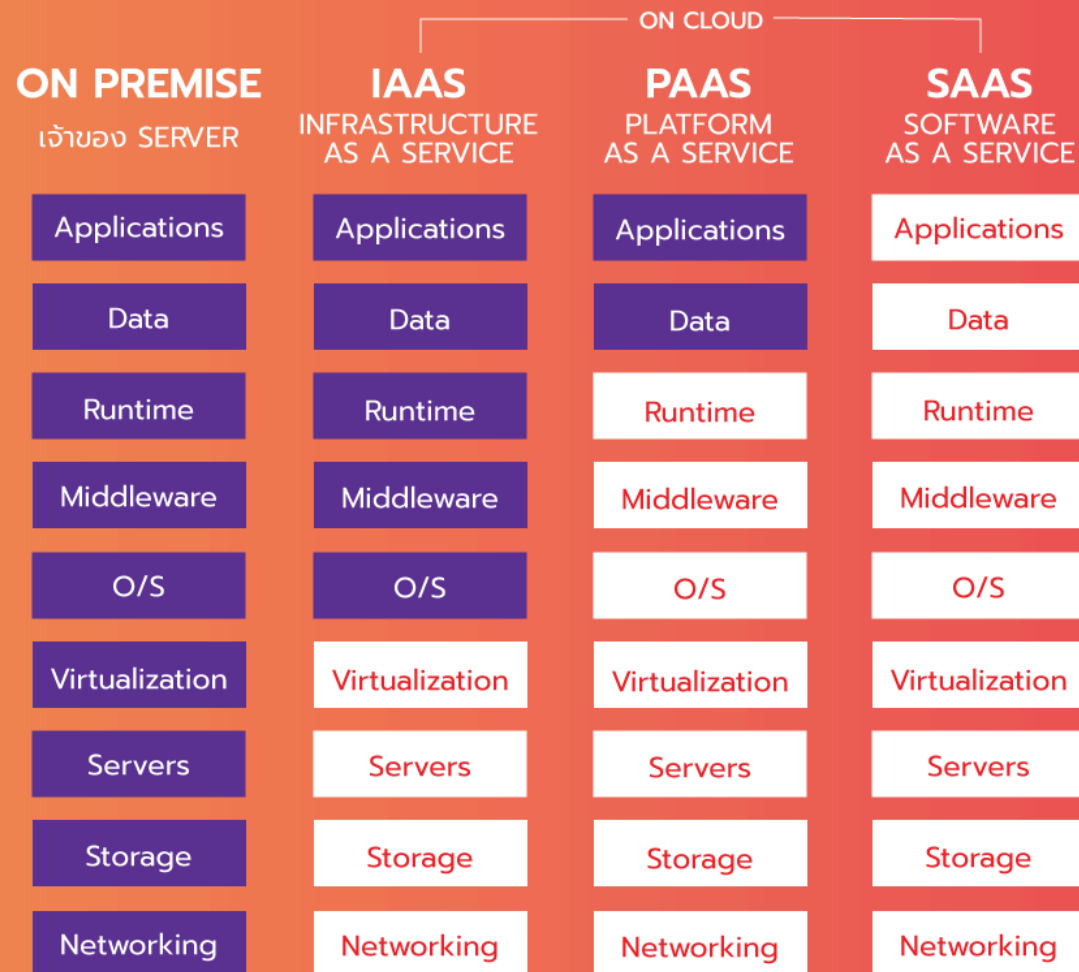 ON CLOUD
ON PREMISE
เจ้าของ SERVER
IAAS
INFRASTRUCTURE
AS A SERVICE
PAAS
PLATFORM
AS A SERVICE
SAAS
SOFTWARE
AS A SERVICE
Applications
Applications
Applications
Applications
Data
Data
Data
Data
Runtime
Runtime
Runtime
Runtime
Middleware
Middleware
Middleware
Middleware
O/S
O/S
O/S
O/S
Virtualization
Virtualization
Virtualization
Virtualization
Servers
Servers
Servers
Servers
Storage
Storage
Storage
Storage
Networking
Networking
Networking
Networking